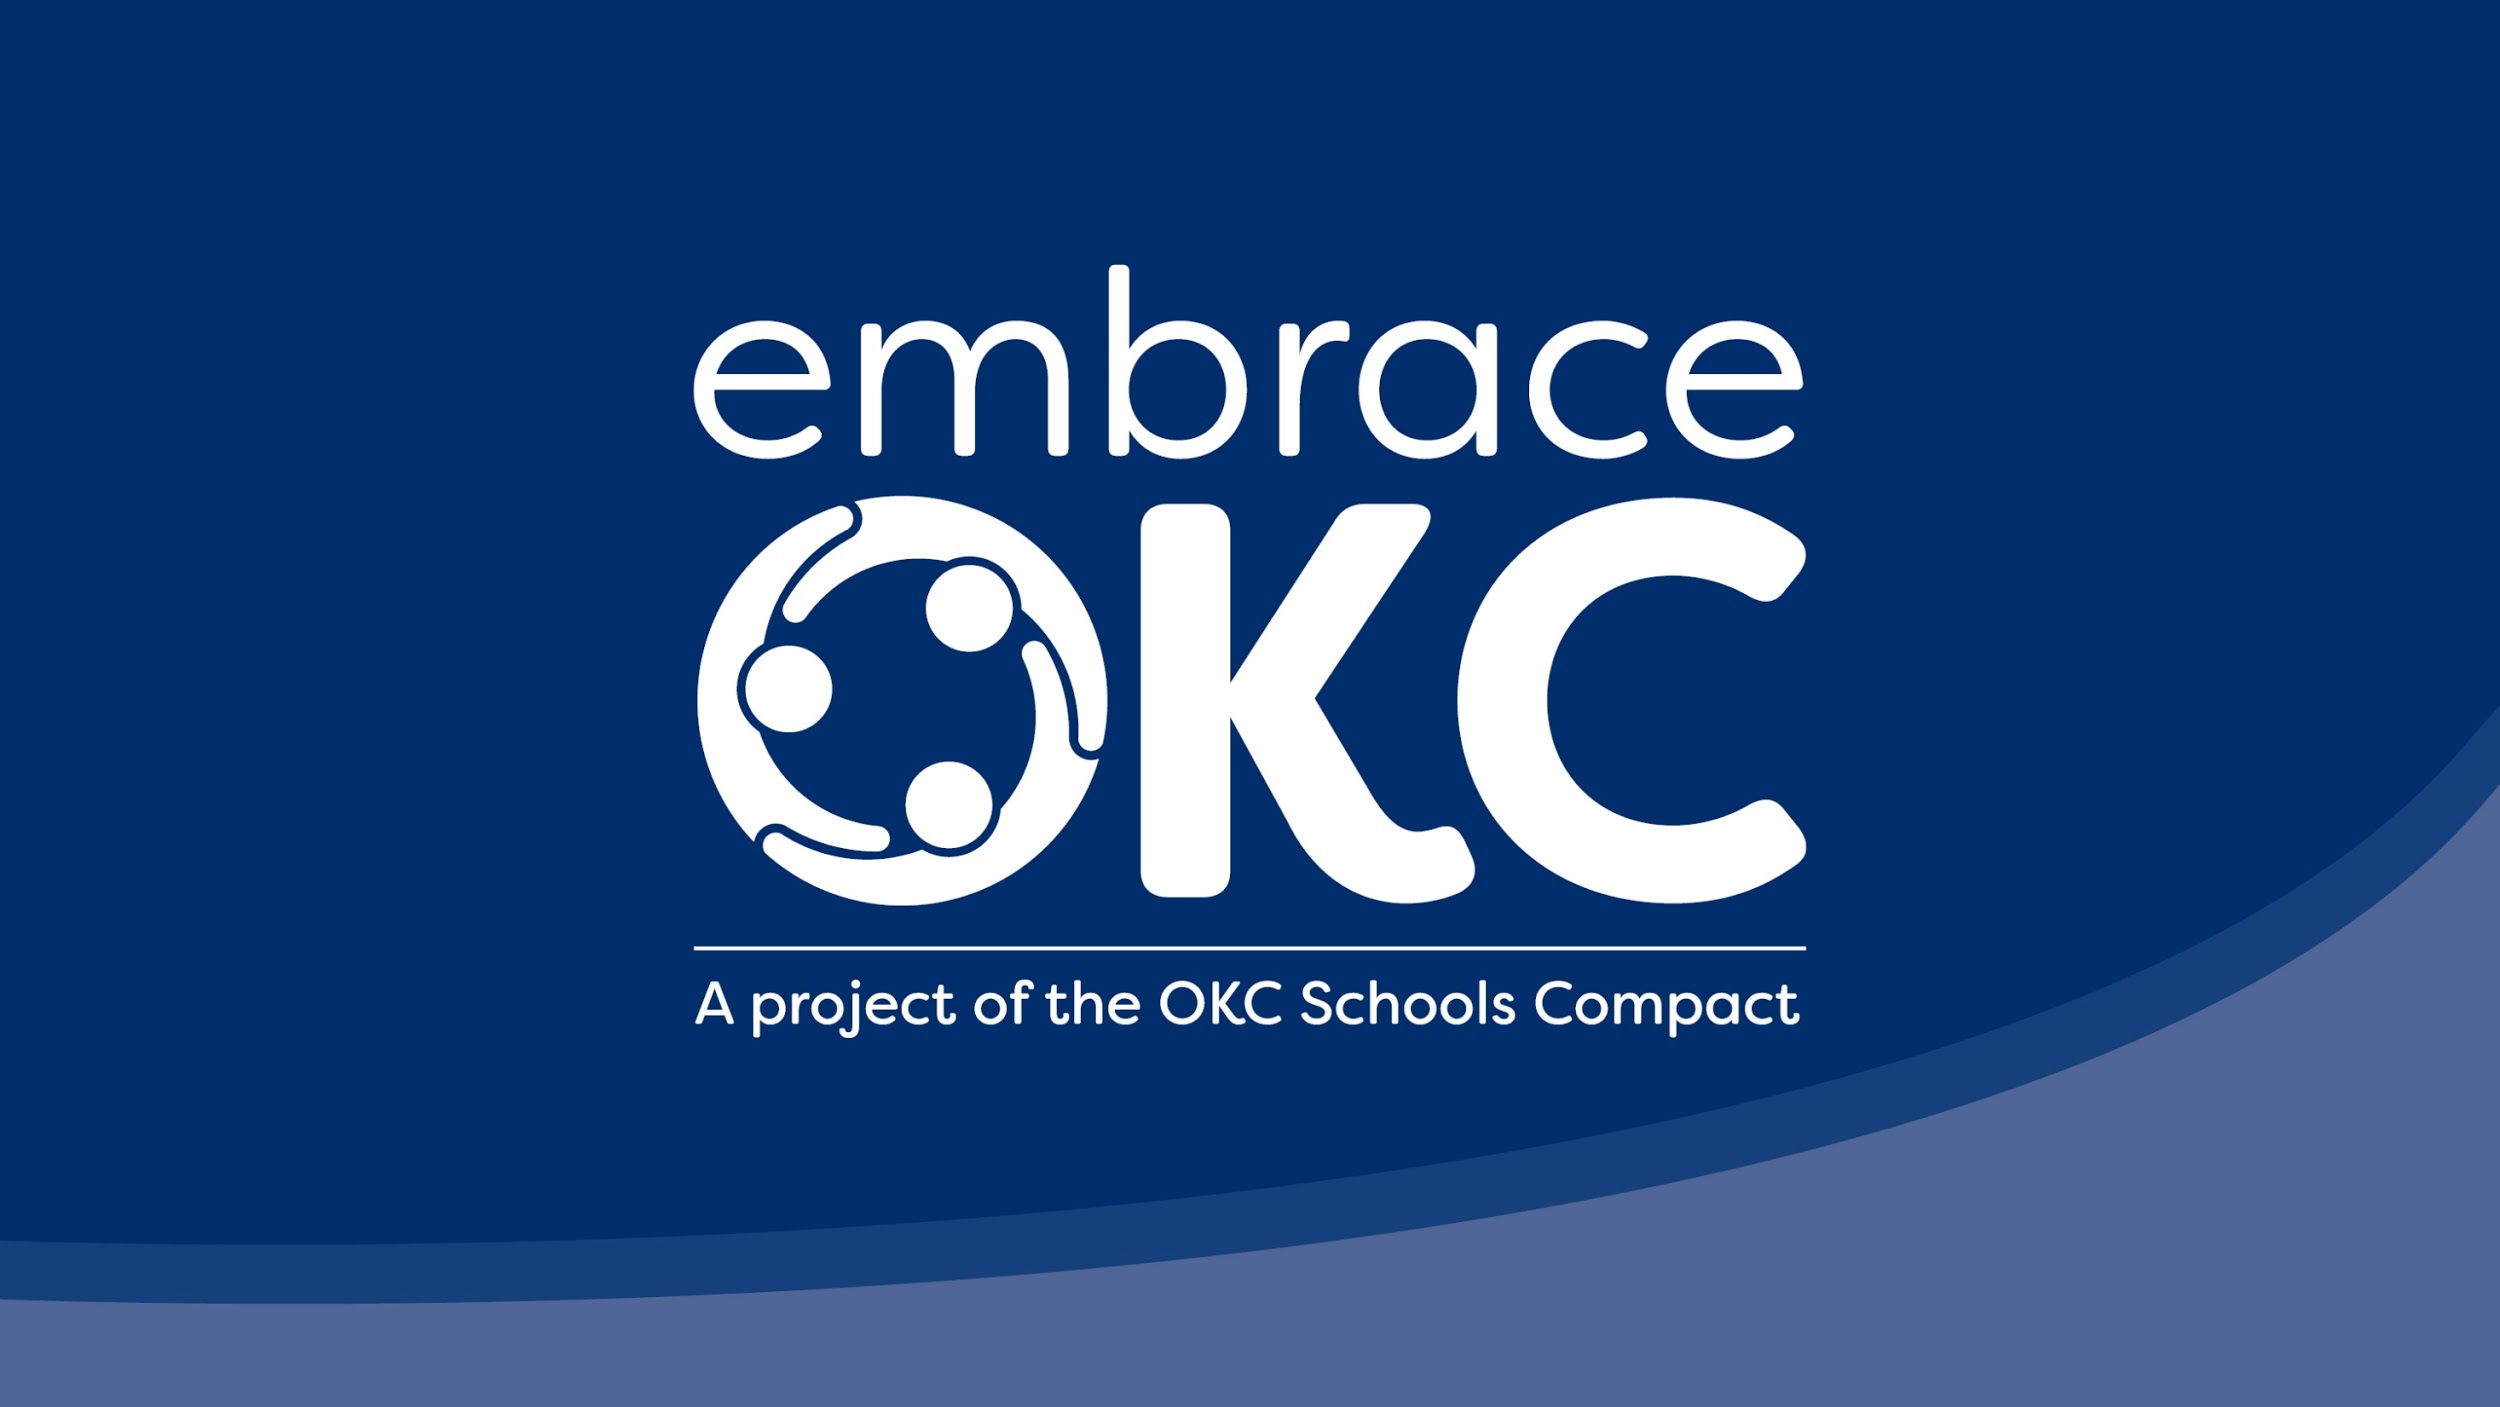 embrace
OKC
A project of the OKC Schools Compact